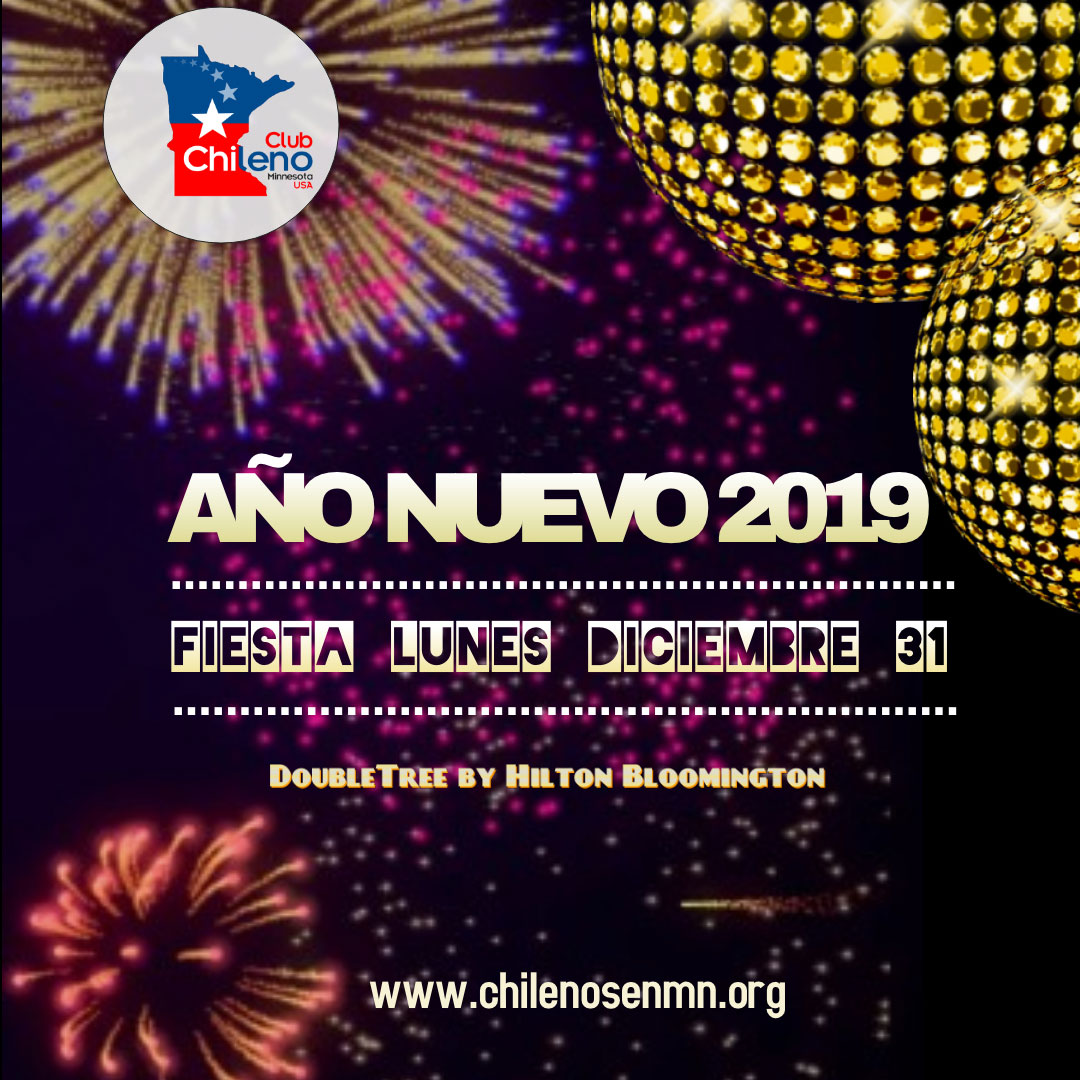 Club
Chileno
Minnesota
USA
AÑO NUEVO 2019
FIESTA LUNES DICIEMBRE 31
DOUBLETREE BY HILTON BLOOMINGTON
www.chilenosenmn.org